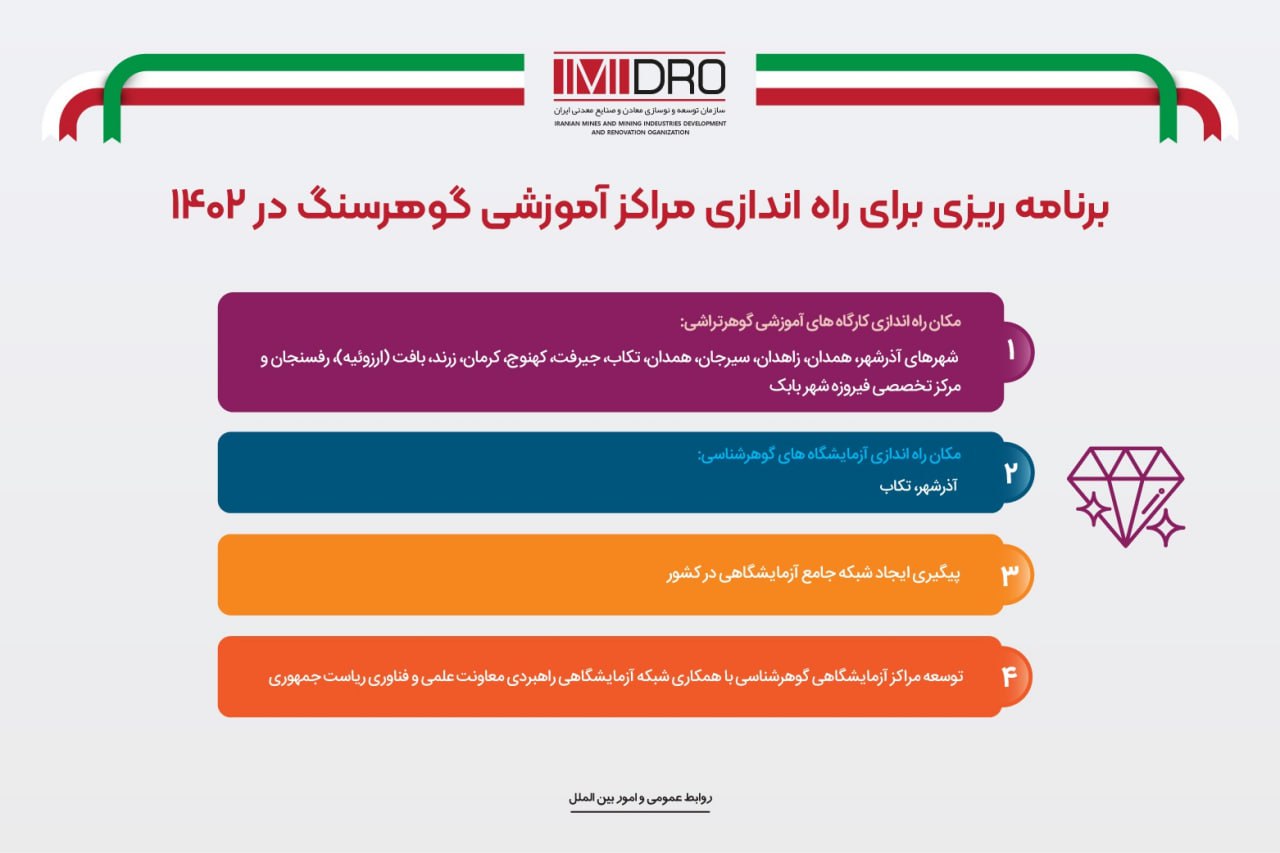 IMIDRO
سازمان توسعه و نوسازی معادن و صنایع معدنی ایران
IRANIAN MINES AND MINING INDEUSTRIES DEVELOPMENT
AND RENOVATION OGANIZATION
برنامه ریزی برای راه اندازی مراکز آموزشی گوهرسنگ در ۱۴۰۲
۱
مکان راه اندازی کارگاه های آموزشی گوهرتراشی:
شهرهای آذرشهر، همدان، زاهدان، سیرجان، همدان، تکاب، جیرفت، کهنوج، کرمان، زرند، بافت (ارزوئیه)، رفسنجان و
مرکز تخصصی فیروزه شهر بابک
۲
مکان راه اندازی آزمایشگاه های گوهرشناسی:
آذرشهر، تکاب
۳
پیگیری ایجاد شبکه جامع آزمایشگاهی در کشور
۴
توسعه مراکز آزمایشگاهی گوهرشناسی با همکاری شبکه آزمایشگاهی راهبردی معاونت علمی و فناوری ریاست جمهوری
روابط عمومی و امور بین الملل